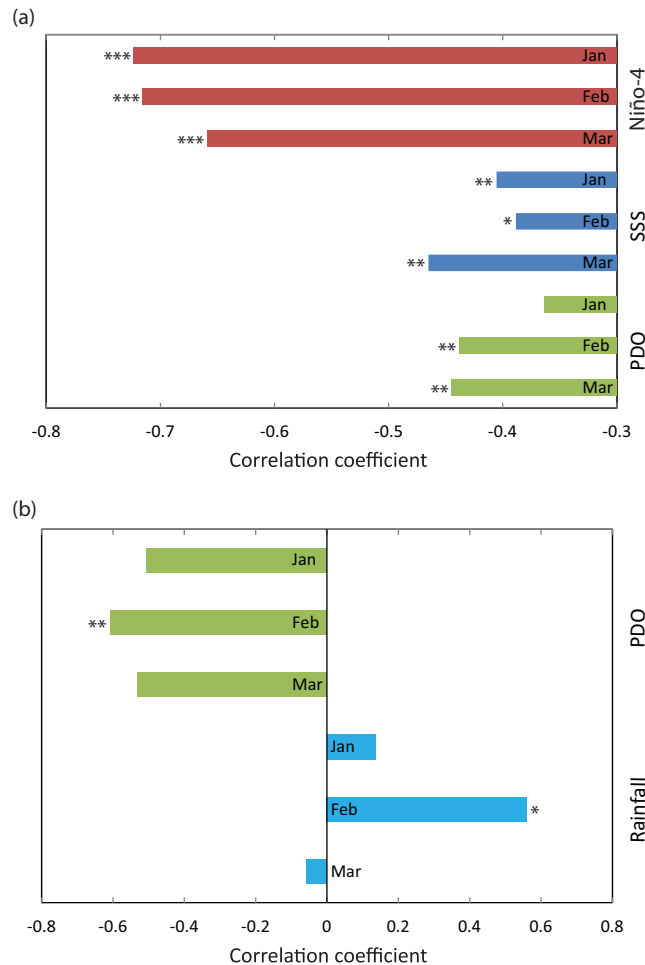 (a)
*** Jan
*** Feb
*** Mar
Niño-4
** Jan
* Feb
** Mar
SSS
Jan
** Feb
** Mar
PDO
-0.8 -0.7 -0.6 -0.5 -0.4 -0.3
Correlation coefficient
(b)
Jan
** Feb
Mar
PDO
Jan
Feb *
Mar
Rainfall
-0.8 -0.6 -0.4 -0.2 0 0.2 0.4 0.6 0.8
Correlation coefficient